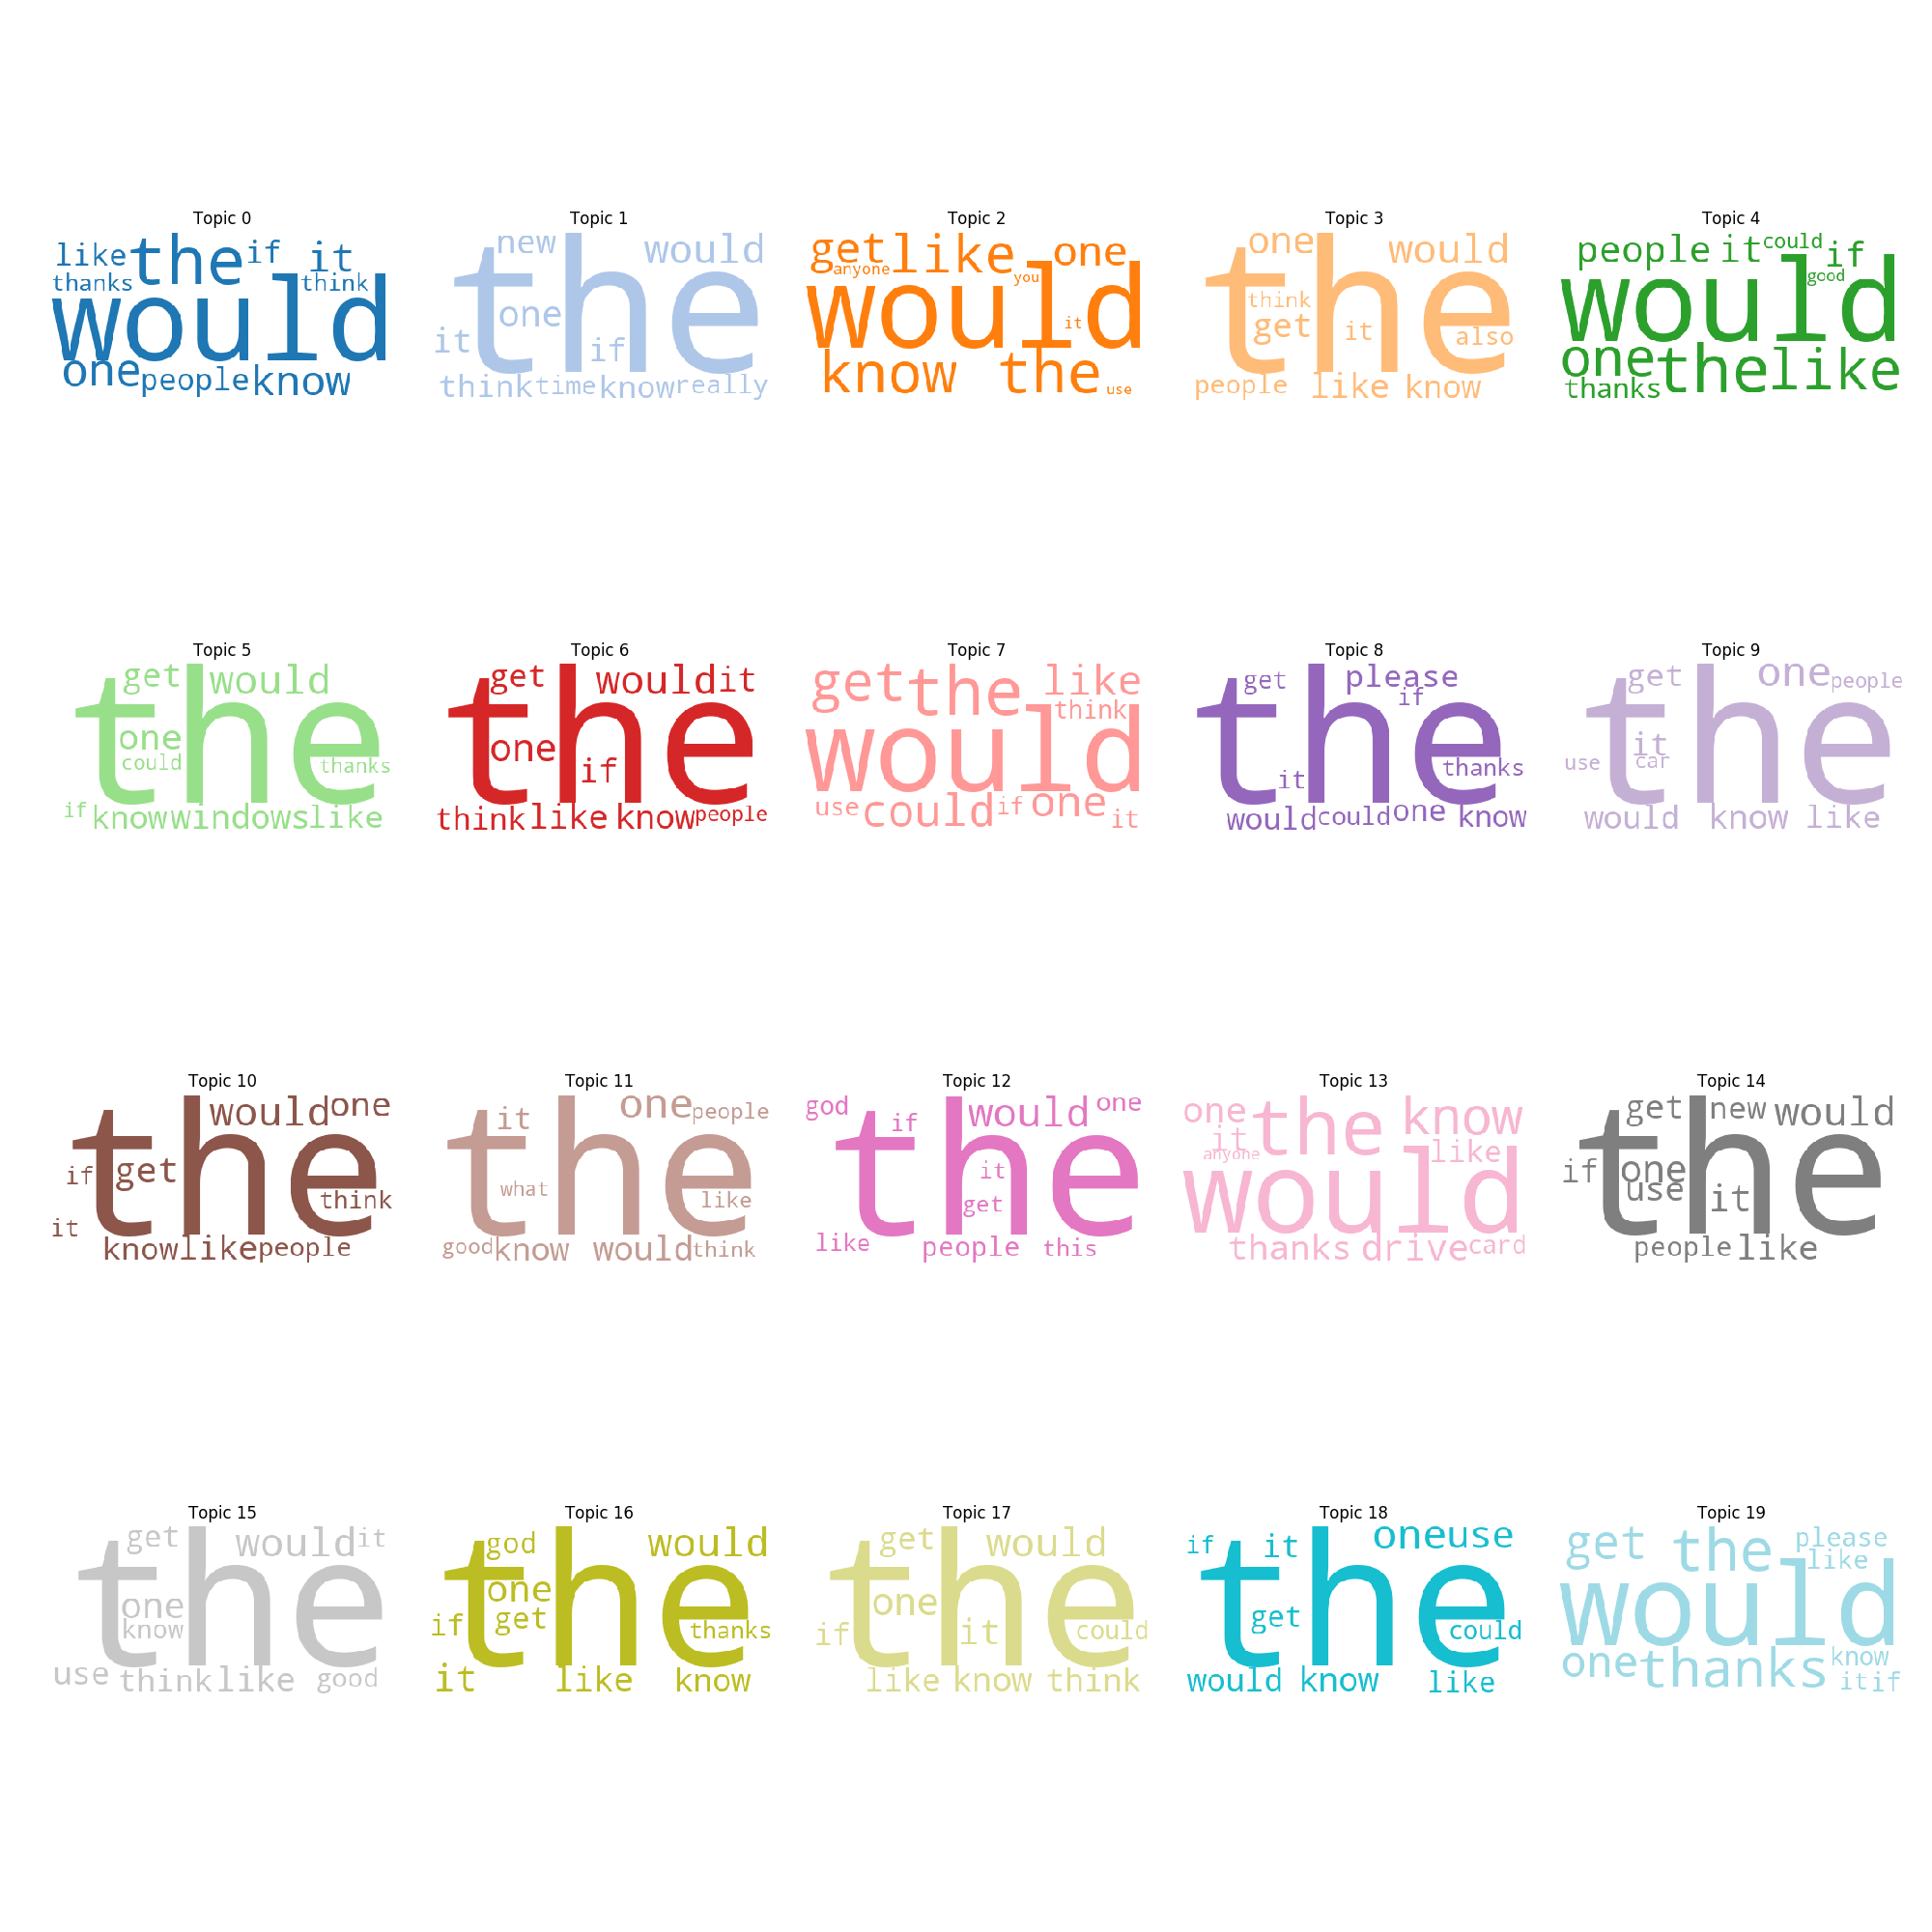 Topic 0
like the if it
thanks think
would
one people know
Topic 1
new would
the
one
it if
think time know really
Topic 2
get like one
anyone you
would
it
know the use
Topic 3
one would
the
think
get it also
people like know
Topic 4
people it could if
good
would
one the like
thanks
Topic 5
get would
the
one
could thanks
if know windows like
Topic 6
get would it
the
one
if
think like know people
Topic 7
get the like
think
would
use could if one it
Topic 8
get please
if
the
it thanks
would could one know
Topic 9
get one people
the
it
use car
would know like
Topic 10
would one
the
if get
think
it
know like people
Topic 11
it one people
the
what like
good know would think
Topic 12
god if would one
the
it
get
like people this
Topic 13
one the know
it like
anyone
would
thanks drive card
Topic 14
get new would
the
if one
use it
people like
Topic 15
get would it
the
one
know
use think like good
Topic 16
god would
the
one
if get thanks
it like know
Topic 17
get would
the
one
if it could
like know think
Topic 18
if it one use
the
get could
would know like
Topic 19
get the please
like
would
one thanks know
it if